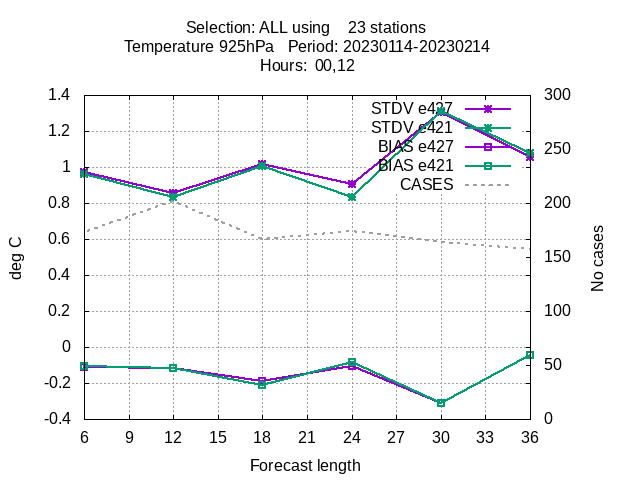 Selection: ALL using 23 stations
Temperature 925hPa Period: 20230114-20230214
Hours: 00,12
1.4
1.2
1
0.8
0.6
0.4
0.2
0
-0.2
-0.4
deg C
STDV e427
STDV e421
BIAS e427
BIAS e421
CASES
300
250
200
150
100
50
0
No cases
6 9 12 15 18 21 24 27 30 33 36
Forecast length